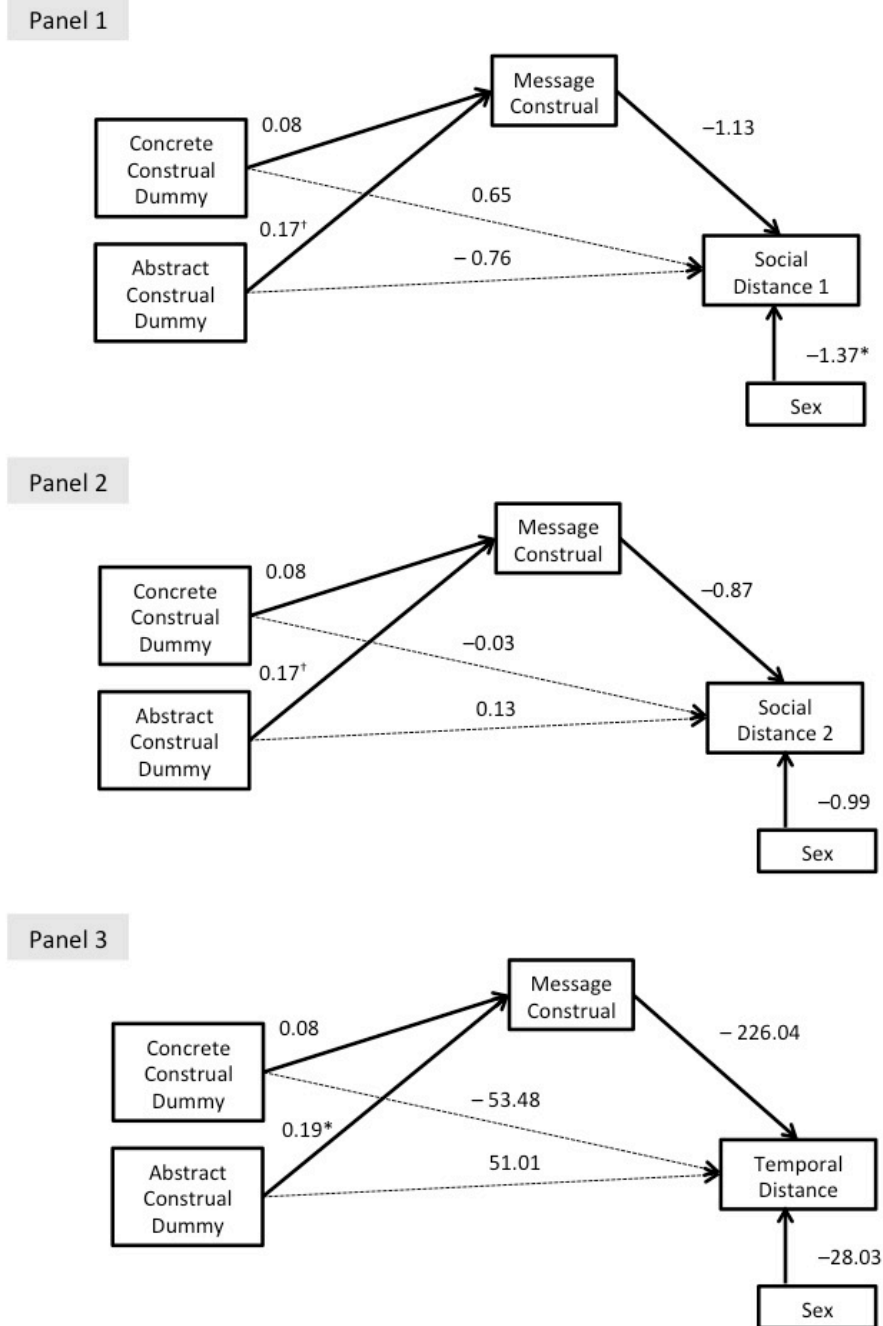 Panel 1
Message
Construal
0.08
–1.13
Concrete
Construal
Dummy
0.65
0.17†
– 0.76
Abstract
Construal
Dummy
Social
Distance 1
–1.37*
Sex
Panel 2
Message
Construal
0.08
–0.87
Concrete
Construal
Dummy
–0.03
0.17†
0.13
Abstract
Construal
Dummy
Social
Distance 2
–0.99
Sex
Panel 3
Message
Construal
0.08
– 226.04
Concrete
Construal
Dummy
– 53.48
0.19*
51.01
Abstract
Construal
Dummy
Temporal
Distance
–28.03
Sex